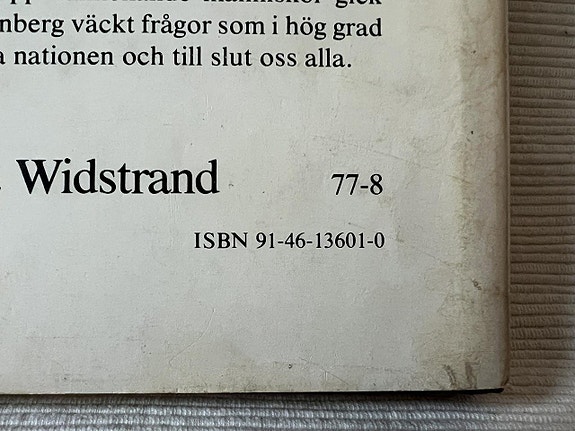 nberg väckt frågor som i hög grad
nationen och till slut oss alla.
Widstrand 77-8
ISBN 91-46-13601-0